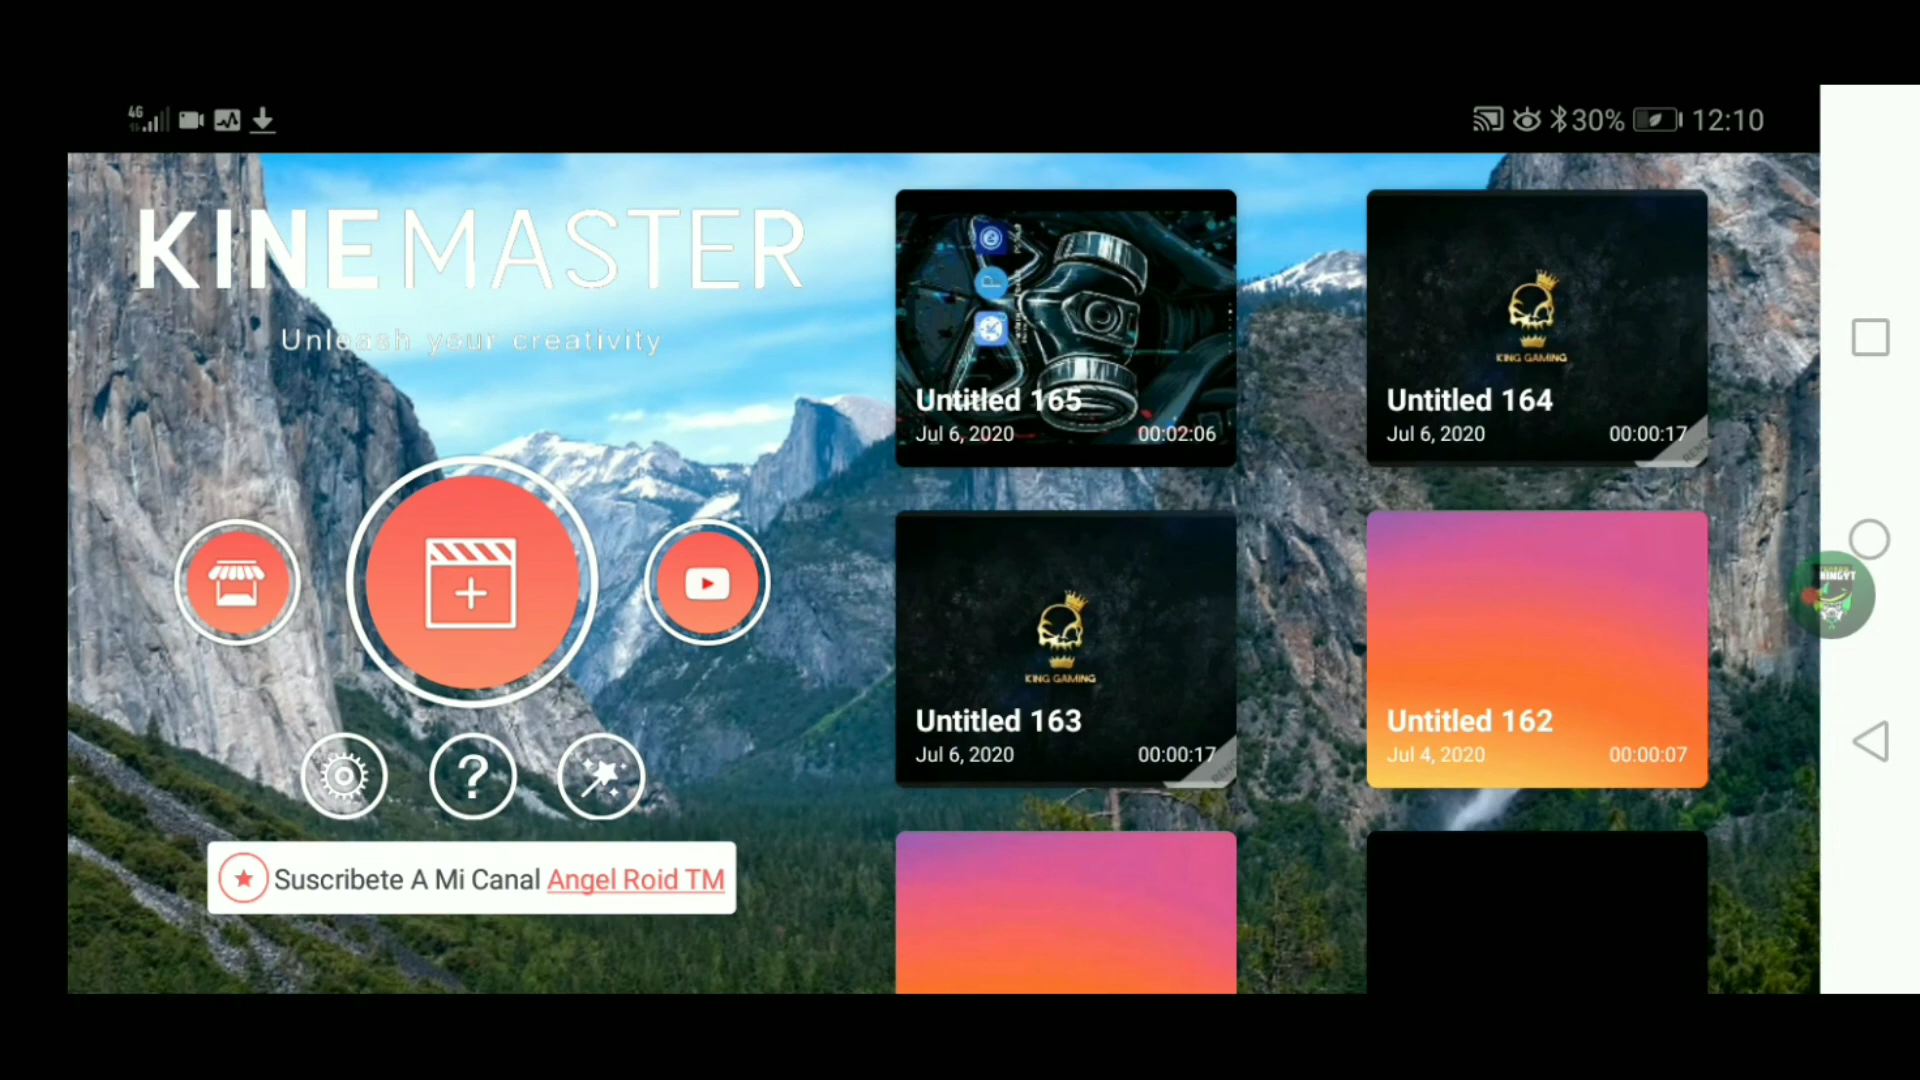 4G
30% 12:10
KINEMASTER
Unleash your creativity
Untitled 165
Jul 6, 2020 00:02:06
KING GAMING
Untitled 164
Jul 6, 2020 00:00:17
KING GAMING
Untitled 163
Jul 6, 2020 00:00:17
Untitled 162
Jul 4, 2020 00:00:07
Suscribete A Mi Canal Angel Roid TM